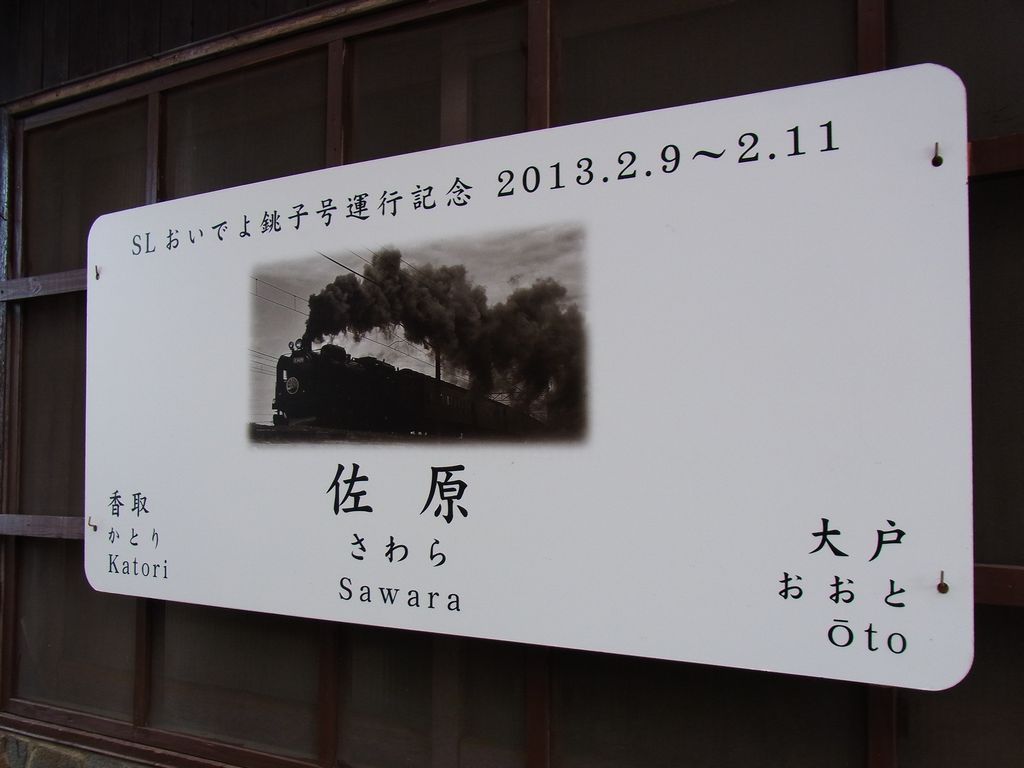 SLおいでよ銚子号運行記念 2013.2.9～2.11
佐原
さわら
Sawara
香取
かとり
Katori
大戸
おおと
Ōto